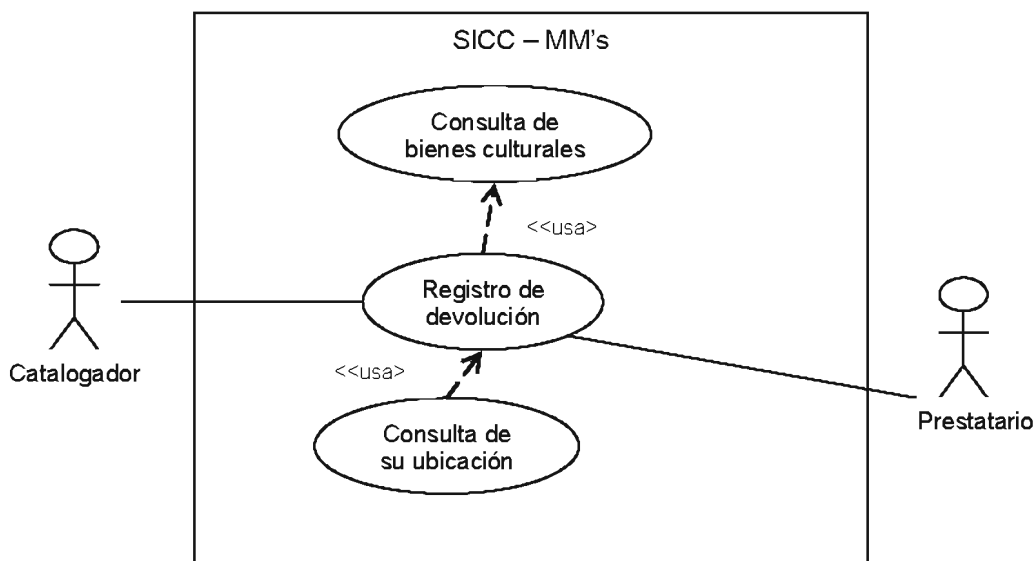 SICC – MM's
Consulta de
bienes culturales
<<usa>
Registro de
devolución
Catalogador
<<usa>
Prestatario
Consulta de
su ubicación